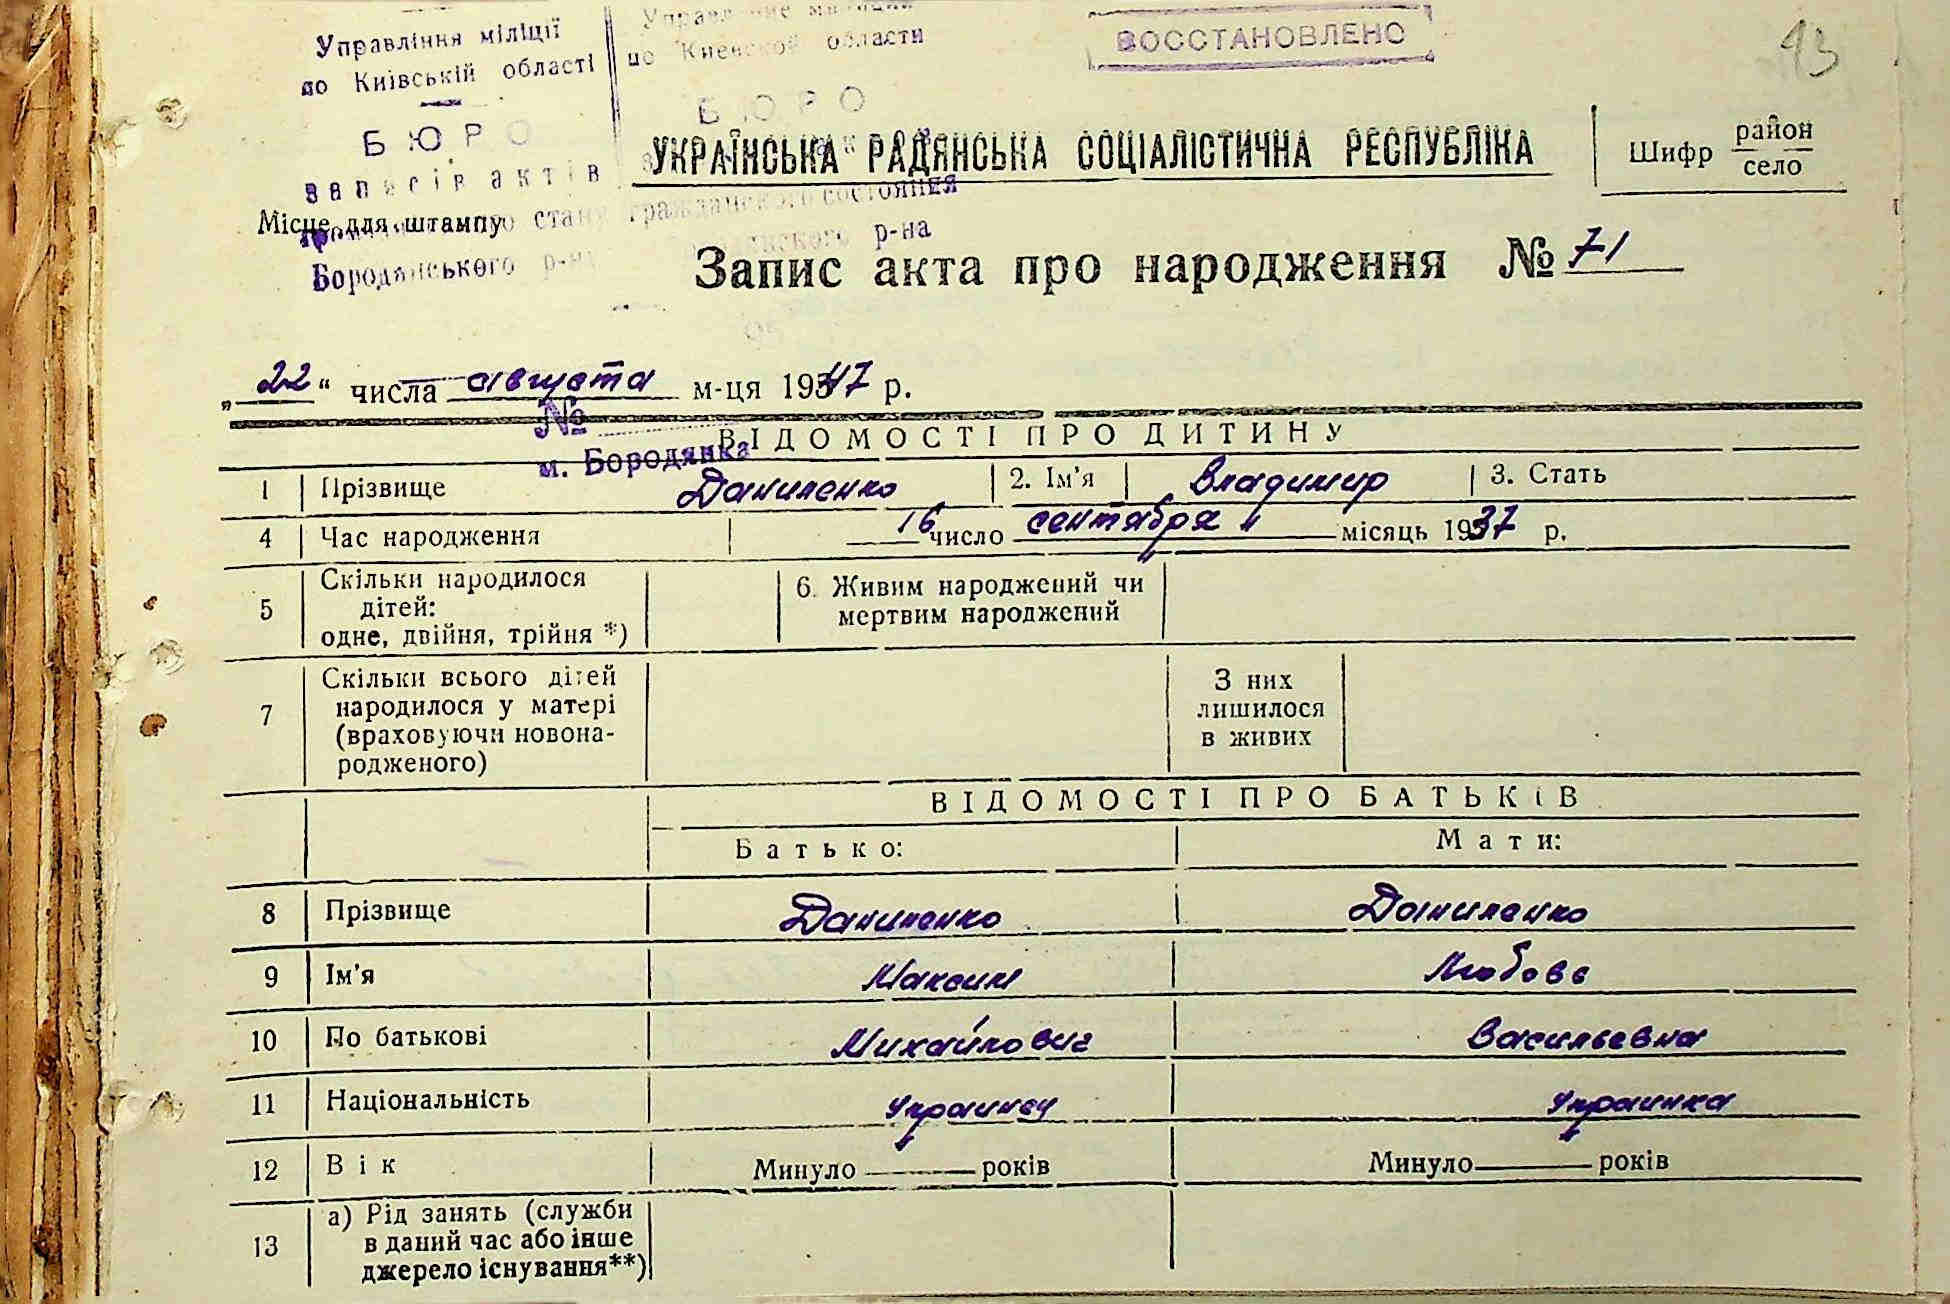 Управління міліції
по Київській області
БЮРО
записів актів
стану
Бородянського р-на
по Киевской области
БЮРО
гражданского состояния
р-на
ВОССТАНОВЛЕНО
93
УКРАЇНСЬКА РАДЯНСЬКА СОЦІАЛІСТИЧНА РЕСПУБЛІКА
Шифр район
село
Місце для штампу
Запис акта про народження № 71
„22“ числа августа м-ця 1947 р.
№
м. Бородянка
ВІДОМОСТІ ПРО ДИТИНУ
1 Прізвище Даниленко 2. Ім'я Владимир 3. Стать
4 Час народження 16 число сентября місяць 1937 р.
5 Скільки народилося
дітей:
одне, двійня, трійня *)
6. Живим народжений чи
мертвим народжений
7 Скільки всього дітей
народилося у матері
(враховуючи новона-
родженого)
З них
лишилося
в живих
ВІДОМОСТІ ПРО БАТЬКІВ
Батько: Мати:
8 Прізвище Даниленко Даниленко
9 Ім'я Максим Любовь
10 По батькові Михайлович Васильевна
11 Національність украинец украинка
12 Вік Минуло років Минуло років
13 а) Рід занять (служби
в даний час або інше
джерело існування**)